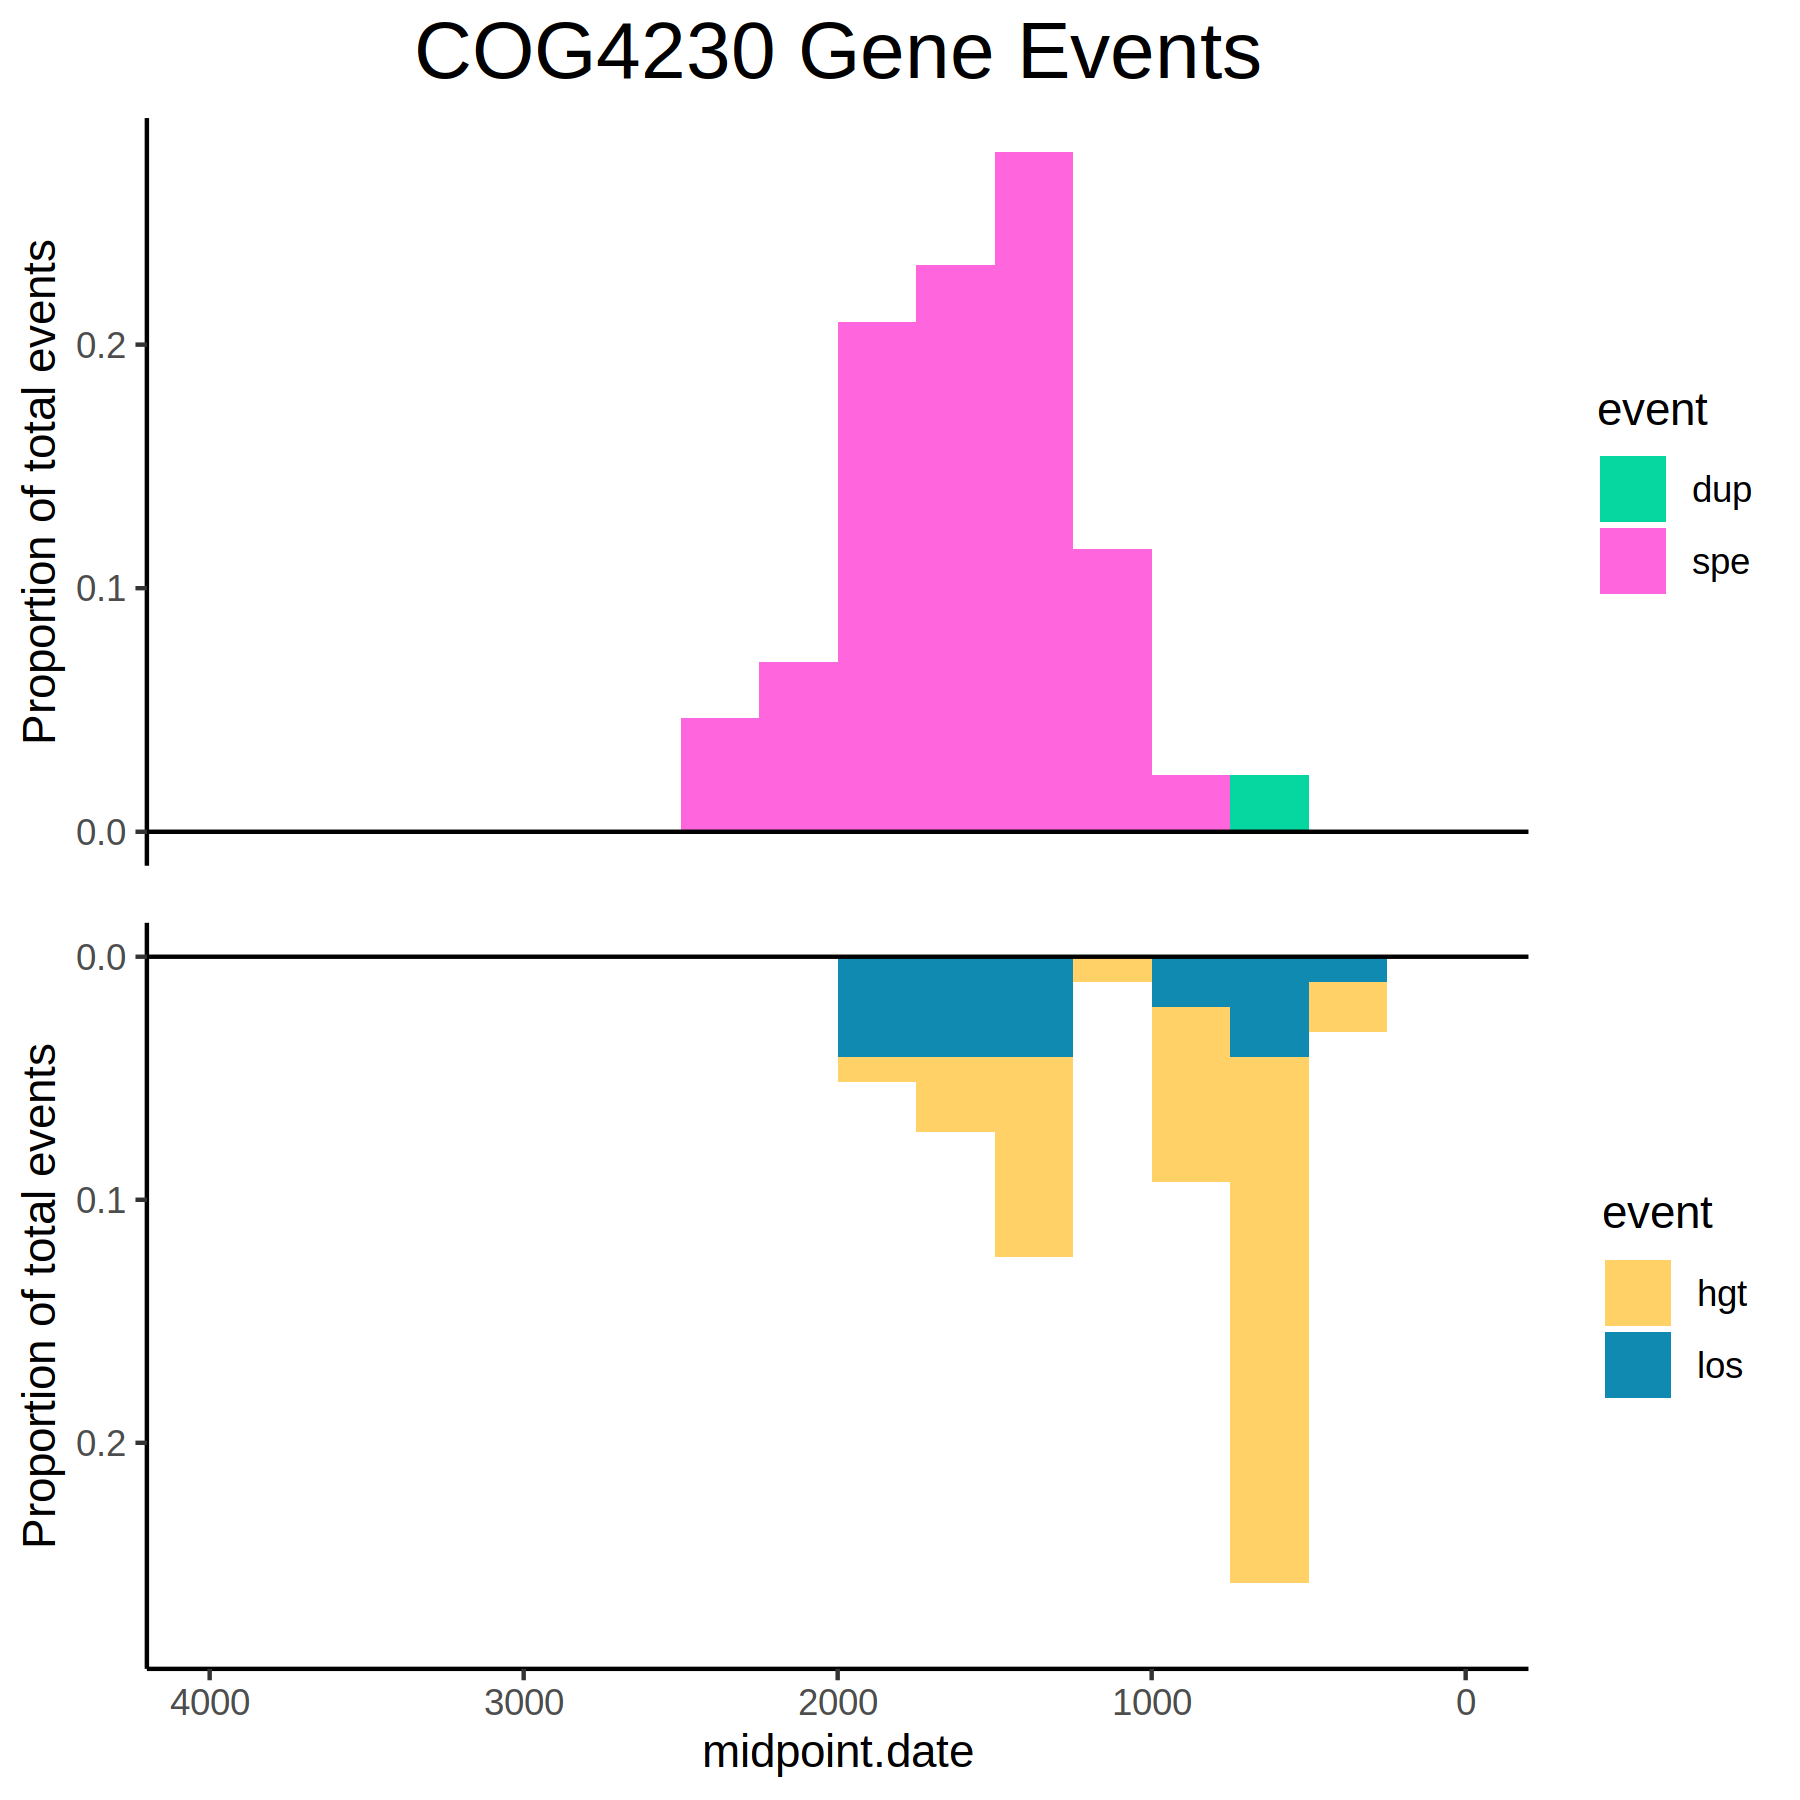 COG4230 Gene Events
Proportion of total events
0.2
0.1
0.0
event
dup
spe
Proportion of total events
0.0
0.1
0.2
event
hgt
los
4000 3000 2000 1000 0
midpoint.date